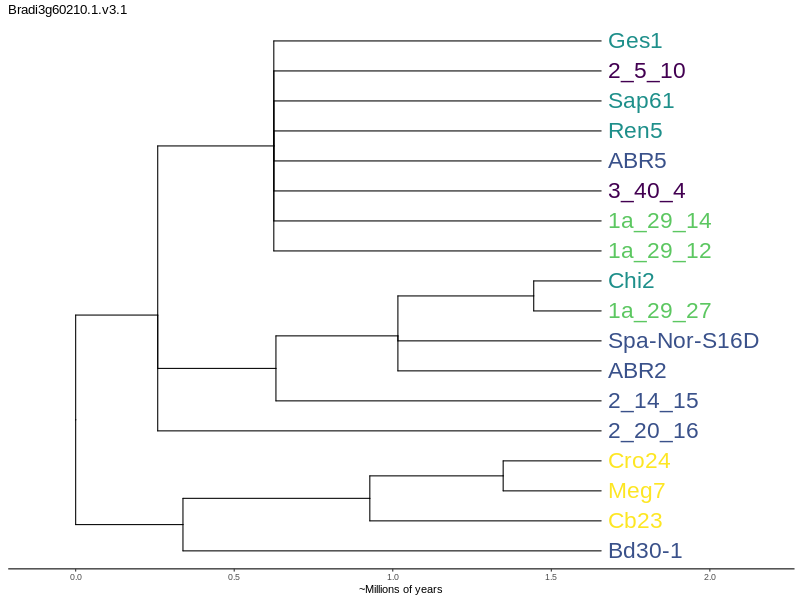 Bradi3g60210.1.v3.1
Ges1
2_5_10
Sap61
Ren5
ABR5
3_40_4
1a_29_14
1a_29_12
Chi2
1a_29_27
Spa-Nor-S16D
ABR2
2_14_15
2_20_16
Cro24
Meg7
Cb23
Bd30-1
0.0 0.5 1.0 1.5 2.0
~Millions of years